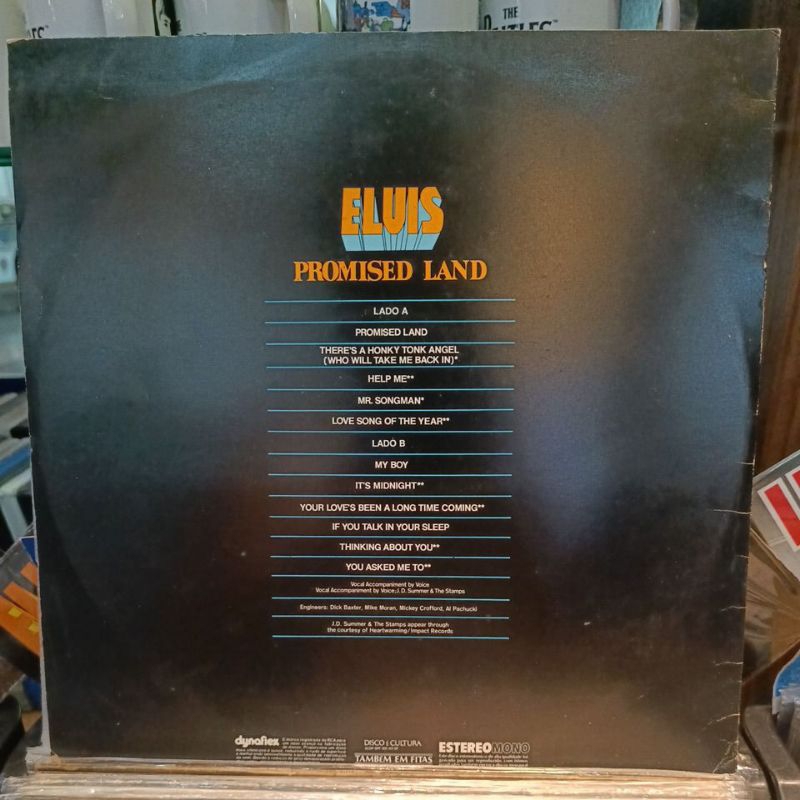 THE
BEATLES™
ELVIS
PROMISED LAND
LADO A
PROMISED LAND
THERE'S A HONKY TONK ANGEL
(WHO WILL TAKE ME BACK IN)*
HELP ME**
MR. SONGMAN*
LOVE SONG OF THE YEAR**
LADO B
MY BOY
IT'S MIDNIGHT**
YOUR LOVE'S BEEN A LONG TIME COMING**
IF YOU TALK IN YOUR SLEEP
THINKING ABOUT YOU**
YOU ASKED ME TO**
Vocal Accompaniment by Voice
Vocal Accompaniment by Voice; J.D. Summer & The Stamps
Engineers: Dick Baxter, Mike Moran, Mickey Crofford, Al Pachucki
J.D. Summer & The Stamps appear through
the courtesy of Heartwarming/Impact Records
dynaflex
DISCO É CULTURA
TAMBÉM EM FITAS
ESTEREO MONO